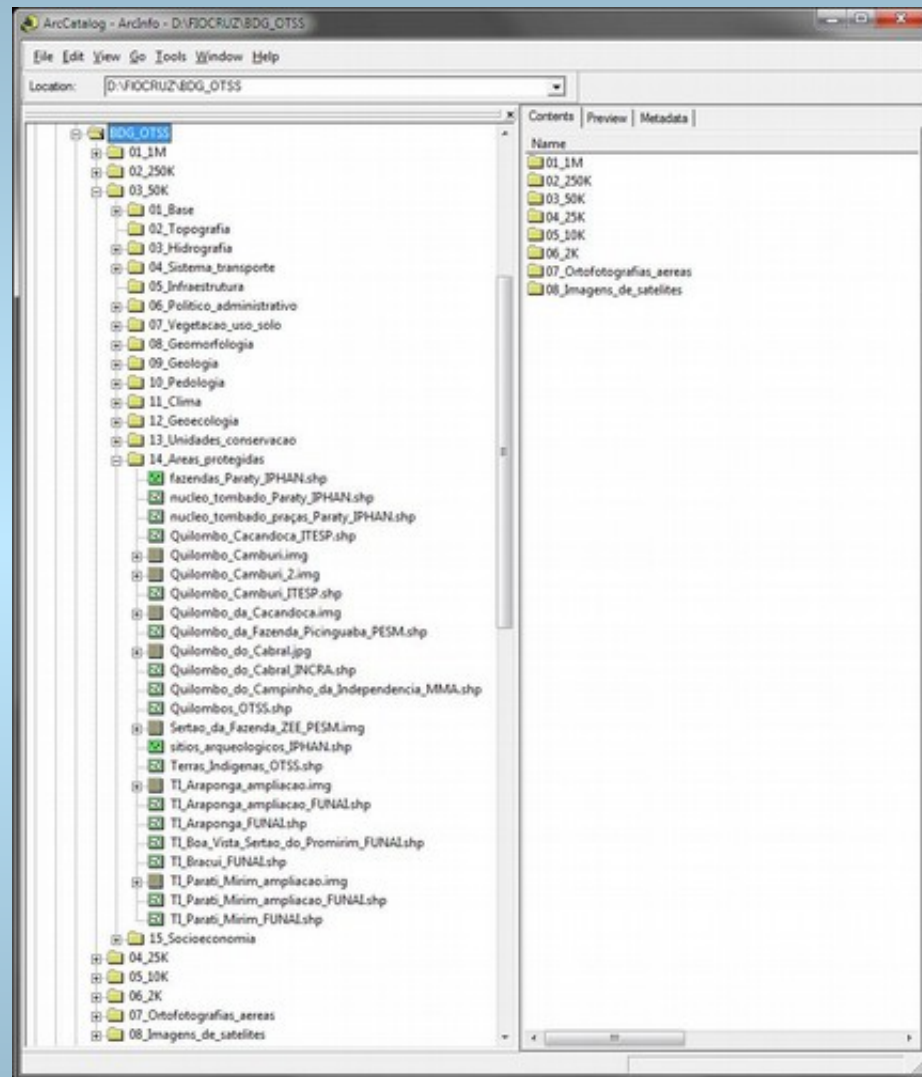 ArcCatalog - ArcInfo - D:\FIOCRUZ\BDG_OTSS
File Edit View Go Tools Window Help
Location: D:\FIOCRUZ\BDG_OTSS
BDG_OTSS
01_1M
02_250K
03_50K
01_Base
02_Topografia
03_Hidrografia
04_Sistema_transporte
05_Infraestrutura
06_Politico_administrativo
07_Vegetacao_uso_solo
08_Geomorfologia
09_Geologia
10_Pedologia
11_Clima
12_Geoecologia
13_Unidades_conservacao
14_Areas_protegidas
fazendas_Paraty_IPHAN.shp
nucleo_tombado_Paraty_IPHAN.shp
nucleo_tombado_praças_Paraty_IPHAN.shp
Quilombo_Cacandoca_ITESP.shp
Quilombo_Camburi.img
Quilombo_Camburi_2.img
Quilombo_Camburi_ITESP.shp
Quilombo_da_Cacandoca.img
Quilombo_da_Fazenda_Picinguaba_PESM.shp
Quilombo_do_Cabral.jpg
Quilombo_do_Cabral_INCRA.shp
Quilombo_do_Campinho_da_Independencia_MMA.shp
Quilombos_OTSS.shp
Sertao_da_Fazenda_ZEE_PESM.img
sitios_arqueologicos_IPHAN.shp
Terras_Indigenas_OTSS.shp
TI_Araponga_ampliacao.img
TI_Araponga_ampliacao_FUNAI.shp
TI_Araponga_FUNAI.shp
TI_Boa_Vista_Sertao_do_Promirim_FUNAI.shp
TI_Bracui_FUNAI.shp
TI_Parati_Mirim_ampliacao.img
TI_Parati_Mirim_ampliacao_FUNAI.shp
TI_Parati_Mirim_FUNAI.shp
15_Socioeconomia
04_25K
05_10K
06_2K
07_Ortofotografias_aereas
08_Imagens_de_satelites
Contents Preview Metadata
Name
01_1M
02_250K
03_50K
04_25K
05_10K
06_2K
07_Ortofotografias_aereas
08_Imagens_de_satelites